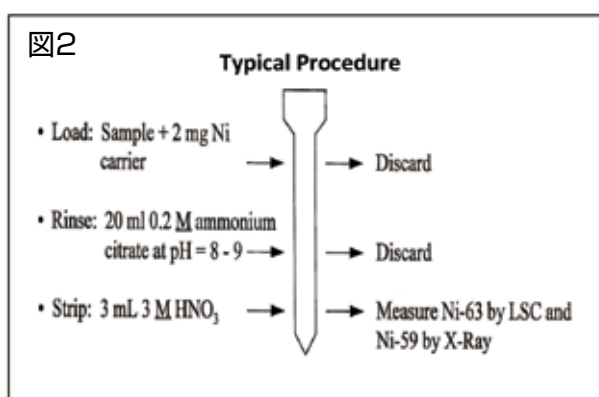 図2
Typical Procedure
• Load: Sample + 2 mg Ni
carrier
Discard
• Rinse: 20 ml 0.2 M ammonium
citrate at pH = 8 - 9
Discard
• Strip: 3 mL 3 M HNO₃
Measure Ni-63 by LSC and
Ni-59 by X-Ray